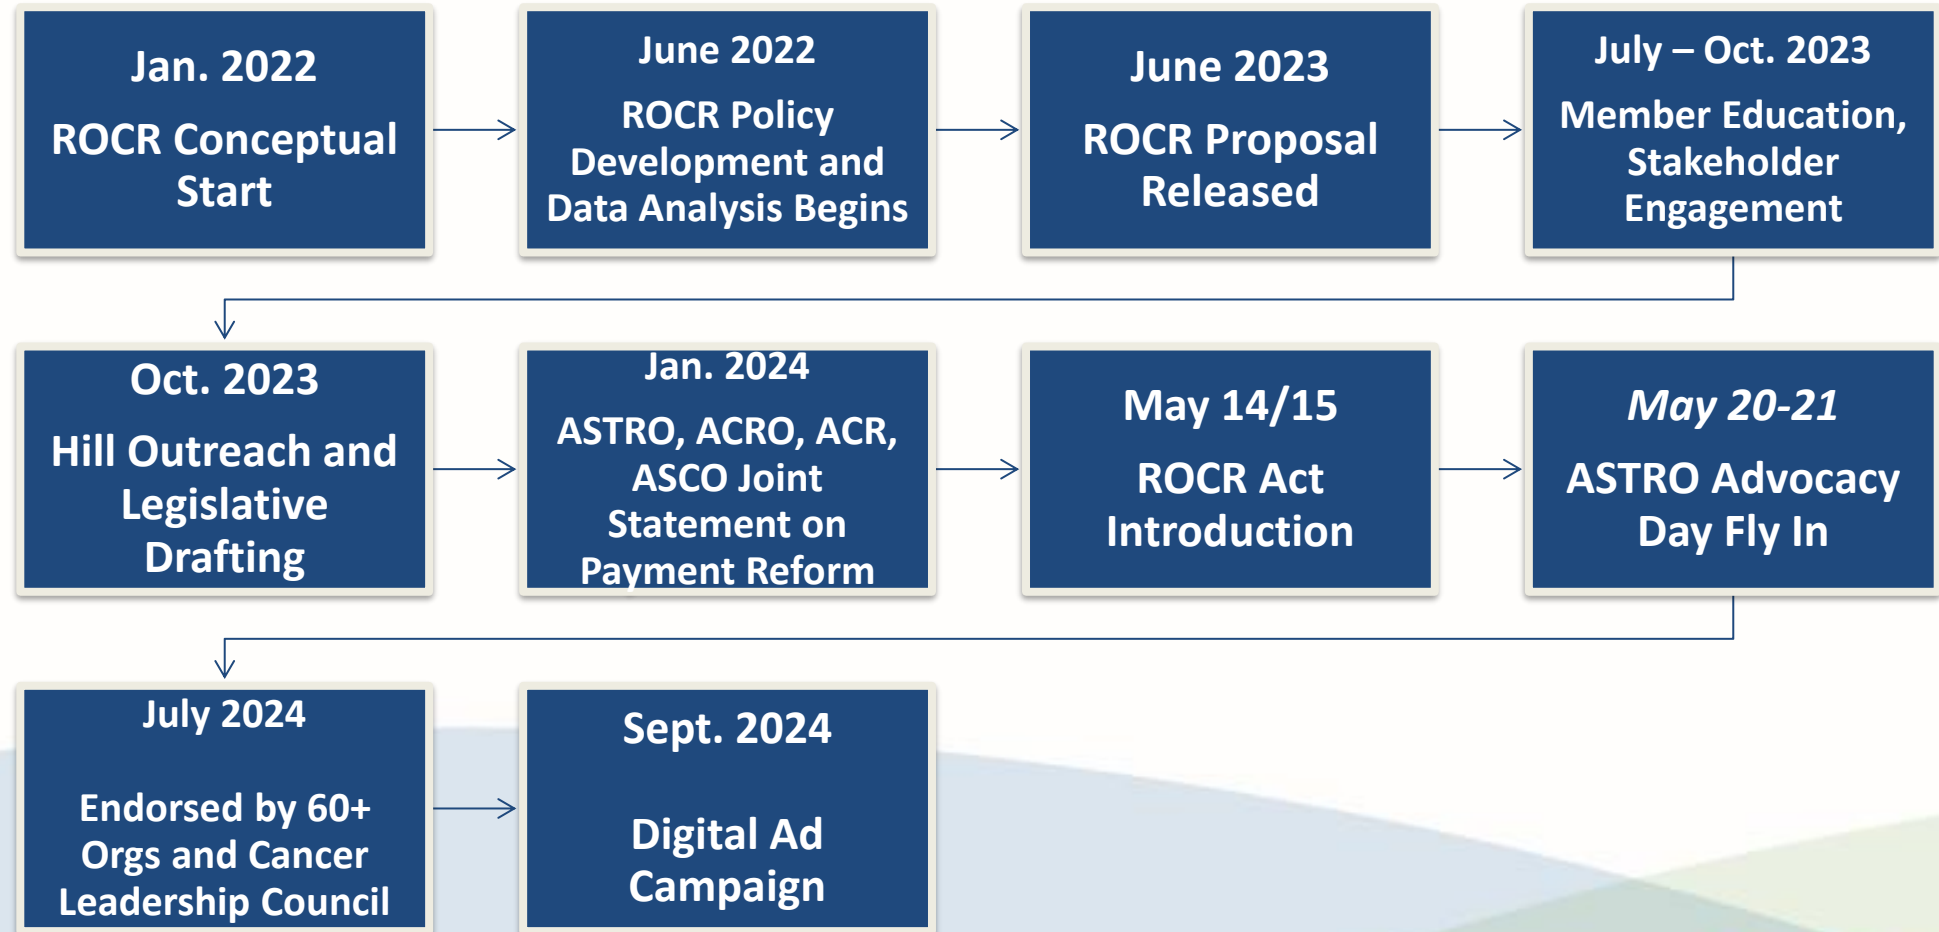 Jan. 2022
ROCR Conceptual
Start
June 2022
ROCR Policy
Development and
Data Analysis Begins
June 2023
ROCR Proposal
Released
July – Oct. 2023
Member Education,
Stakeholder
Engagement
Oct. 2023
Hill Outreach and
Legislative
Drafting
Jan. 2024
ASTRO, ACRO, ACR,
ASCO Joint
Statement on
Payment Reform
May 14/15
ROCR Act
Introduction
May 20-21
ASTRO Advocacy
Day Fly In
July 2024
Endorsed by 60+
Orgs and Cancer
Leadership Council
Sept. 2024
Digital Ad
Campaign